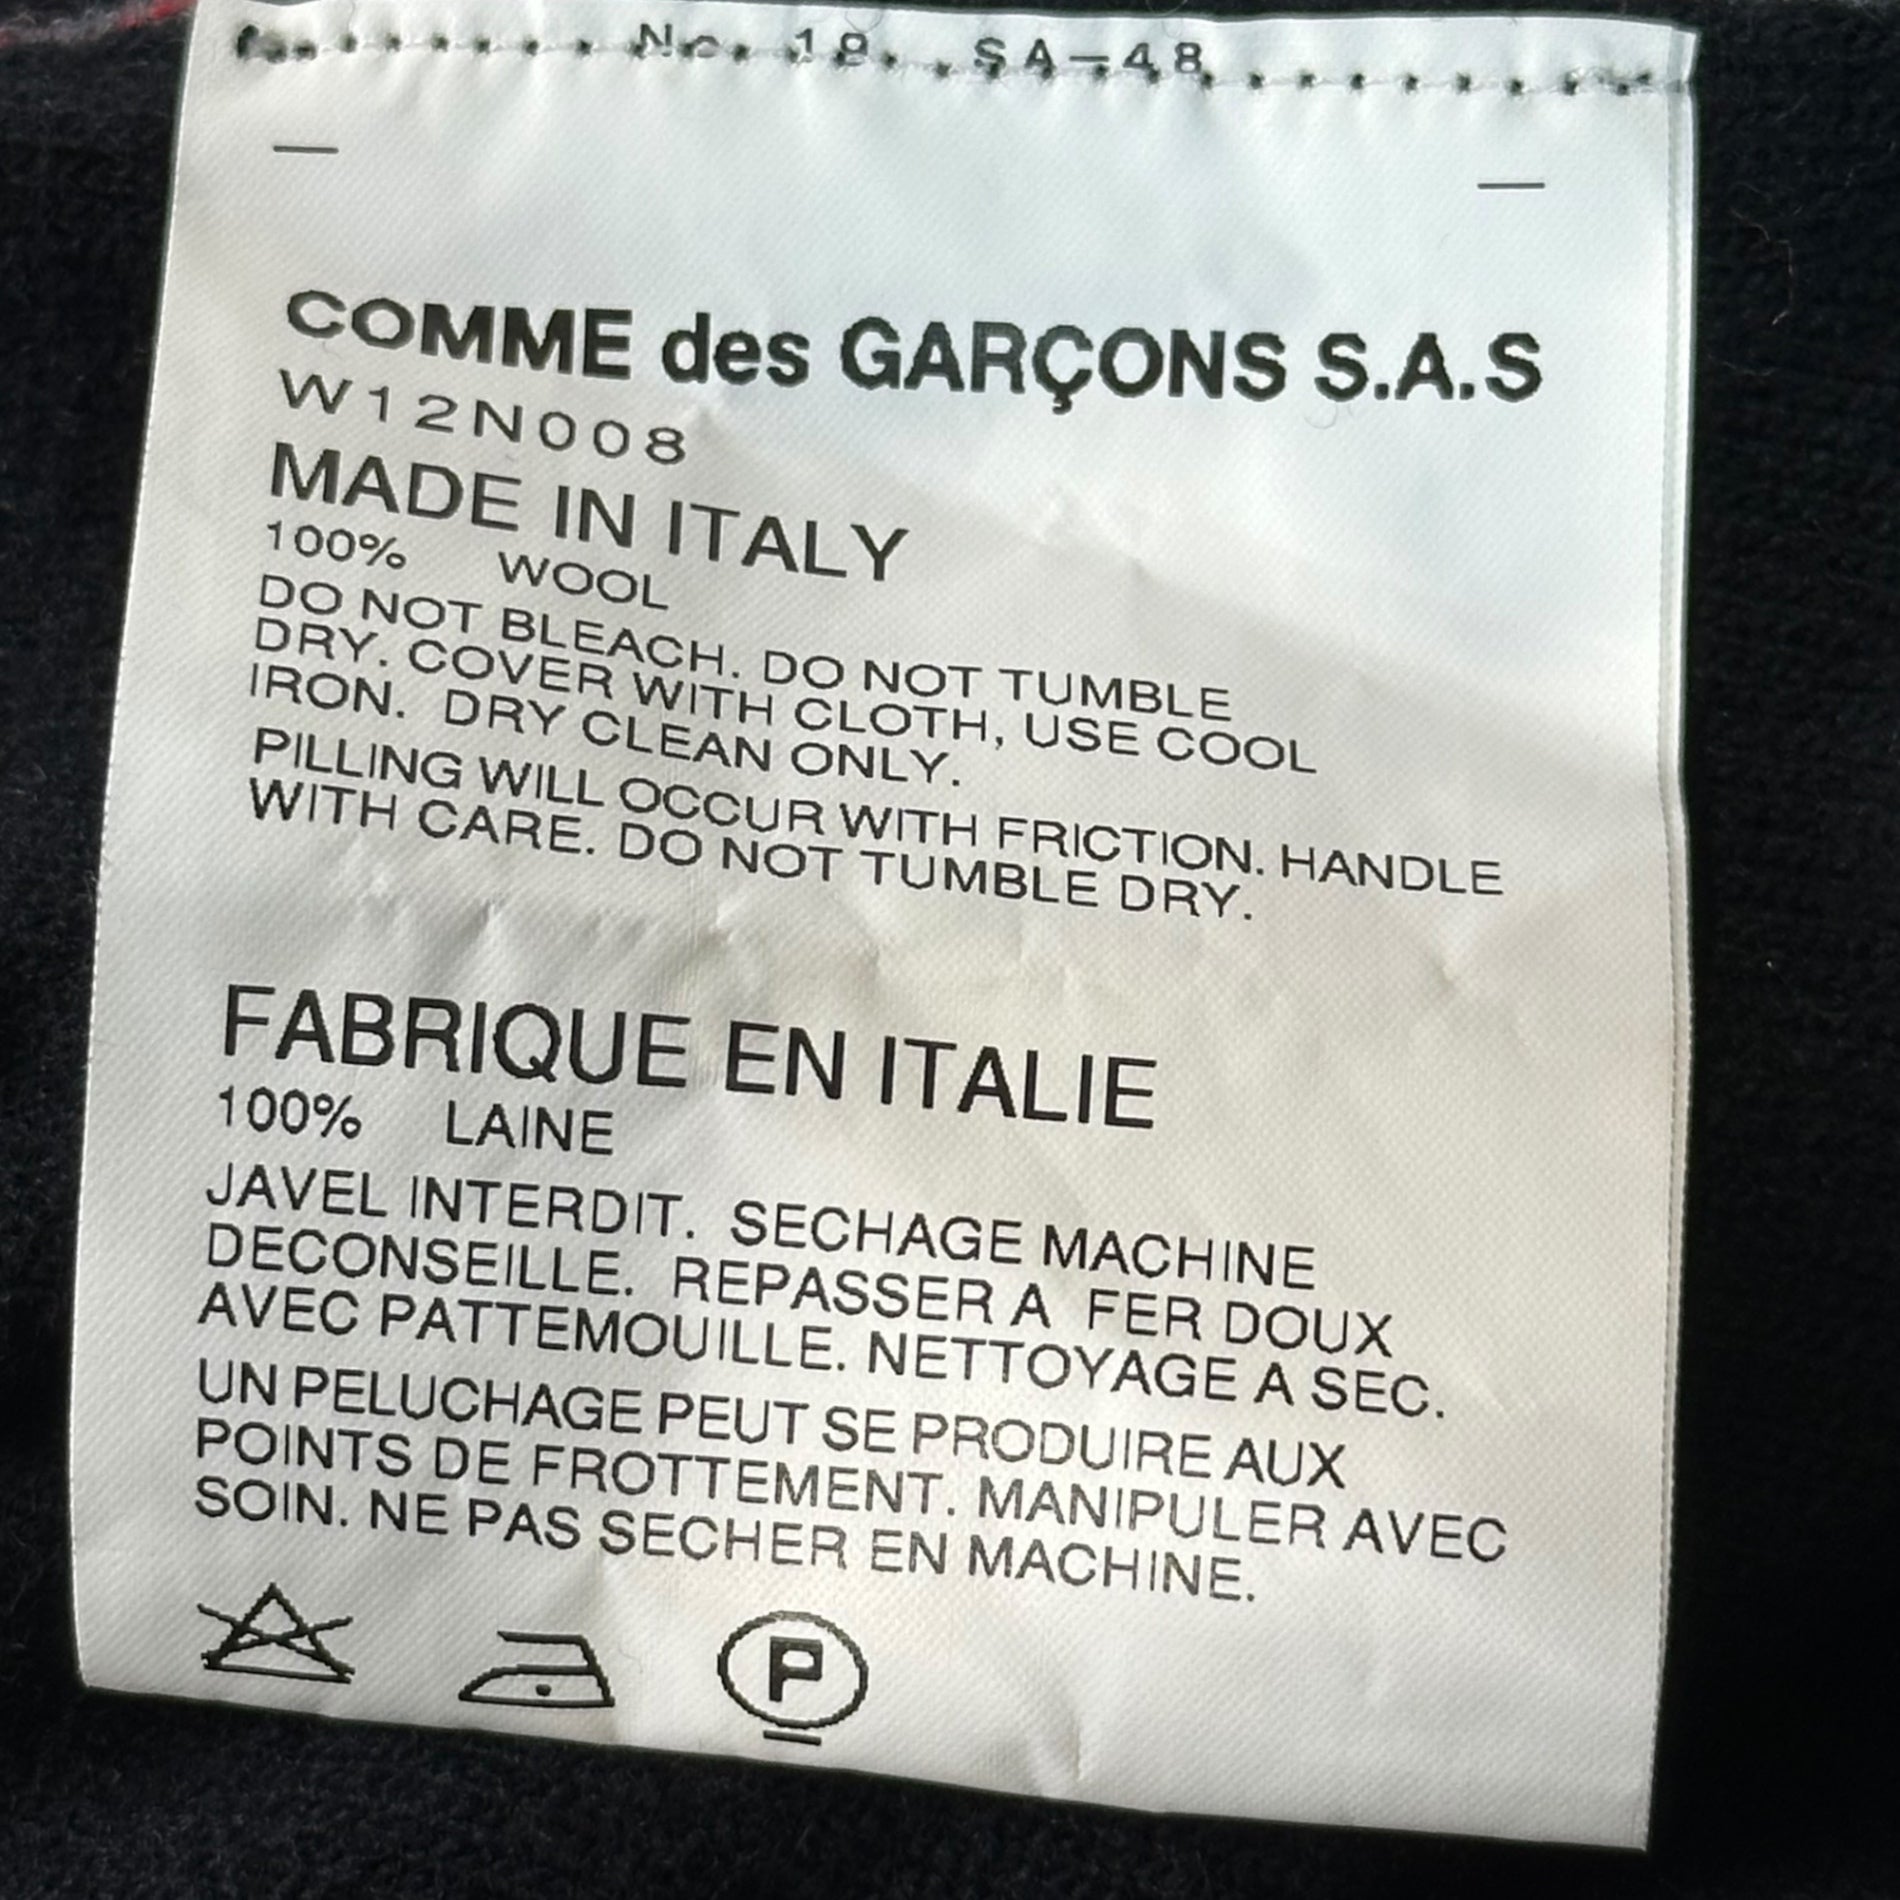 SA-48
COMME des GARÇONS S.A.S
W12N008
MADE IN ITALY
100% WOOL
DO NOT BLEACH. DO NOT TUMBLE
DRY. COVER WITH CLOTH, USE COOL
IRON. DRY CLEAN ONLY.
PILLING WILL OCCUR WITH FRICTION. HANDLE
WITH CARE. DO NOT TUMBLE DRY.
FABRIQUE EN ITALIE
100% LAINE
JAVEL INTERDIT. SECHAGE MACHINE
DECONSEILLE. REPASSER A FER DOUX
AVEC PATTEMOUILLE. NETTOYAGE A SEC.
UN PELUCHAGE PEUT SE PRODUIRE AUX
POINTS DE FROTTEMENT. MANIPULER AVEC
SOIN. NE PAS SECHER EN MACHINE.
P